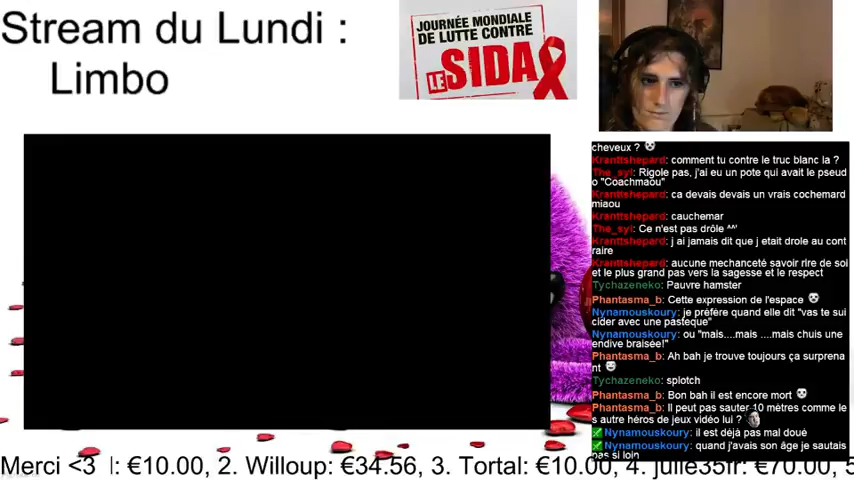 Stream du Lundi :
Limbo
JOURNÉE MONDIALE
DE LUTTE CONTRE
LE SIDA
cheveux ?
Kranttshepard: comment tu contre le truc blanc la ?
The_syl: Rigole pas, j'ai eu un pote qui avait le pseud
o "Coachmaou"
Kranttshepard: ca devais devais un vrais cochemard
miaou
Kranttshepard: cauchemar
The_syl: Ce n'est pas drôle ^^'
Kranttshepard: j ai jamais dit que j etait drole au cont
raire
Kranttshepard: aucune mechanceté savoir rire de soi
et le plus grand pas vers la sagesse et le respect
Tychazeneko: Pauvre hamster
Phantasma_b: Cette expression de l'espace
Nynamouskoury: je préfère quand elle dit "vas te sui
cider avec une pasteque"
Nynamouskoury: ou "mais....mais ....mais chuis une
endive braisée!"
Phantasma_b: Ah bah je trouve toujours ça surprena
nt
Tychazeneko: splotch
Phantasma_b: Bon bah il est encore mort
Phantasma_b: Il peut pas sauter 10 mètres comme le
s autre héros de jeux vidéo lui ?
Nynamouskoury: il est déjà pas mal doué
Nynamouskoury: quand j'avais son âge je sautais
pas si loin
Merci <3 l: €10.00, 2. Willoup: €34.56, 3. Tortal: €10.00, 4. julie35fr: €70.00, 5